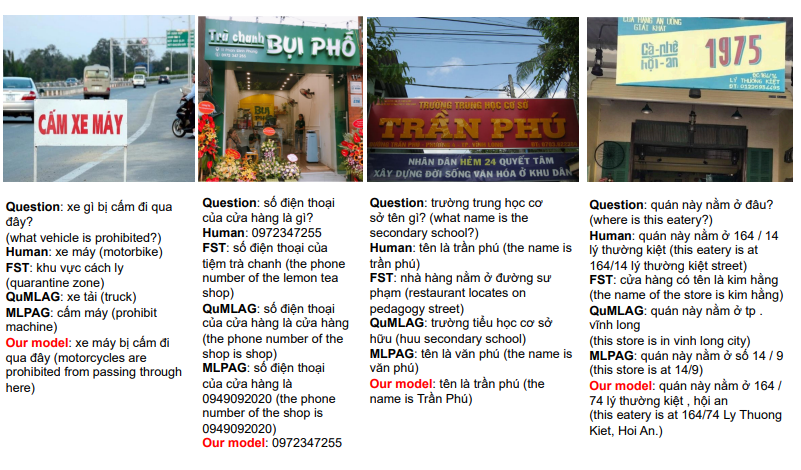 CẤM XE MÁY
Trà chanh
BỤI PHỐ
BỤI
PHỐ
TRƯỜNG TRUNG HỌC CƠ SỞ
TRẦN PHÚ
NHÂN DÂN HẺM 24 QUYẾT TÂM
XÂY DỰNG ĐỜI SỐNG VĂN HÓA Ở KHU DÂN
CỬA HÀNG ĂN UỐNG
GIẢI KHÁT
Cà-phê
hội-an
1975
LÝ THƯỜNG KIỆT
Question: xe gì bị cấm đi qua
đây?
(what vehicle is prohibited?)
Human: xe máy (motorbike)
FST: khu vực cách ly
(quarantine zone)
QuMLAG: xe tải (truck)
MLPAG: cấm máy (prohibit
machine)
Our model: xe máy bị cấm đi
qua đây (motorcycles are
prohibited from passing through
here)
Question: số điện thoại
của cửa hàng là gì?
Human: 0972347255
FST: số điện thoại của
tiệm trà chanh (the phone
number of the lemon tea
shop)
QuMLAG: số điện thoại
của cửa hàng là cửa hàng
(the phone number of the
shop is shop)
MLPAG: số điện thoại
của cửa hàng là
0949092020 (the phone
number of the shop is
0949092020)
Our model: 0972347255
Question: trường trung học cơ
sở tên gì? (what name is the
secondary school?)
Human: tên là trần phú (the name is
trần phú)
FST: nhà hàng nằm ở đường sư
phạm (restaurant locates on
pedagogy street)
QuMLAG: trường tiểu học cơ sở
hữu (huu secondary school)
MLPAG: tên là văn phú (the name is
văn phú)
Our model: tên là trần phú (the
name is Trần Phú)
Question: quán này nằm ở đâu?
(where is this eatery?)
Human: quán này nằm ở 164 / 14
lý thường kiệt (this eatery is at
164/14 lý thường kiệt street)
FST: cửa hàng có tên là kim hằng
(the name of the store is kim hằng)
QuMLAG: quán này nằm ở tp .
vĩnh long
(this store is in vinh long city)
MLPAG: quán này nằm ở số 14 / 9
(this store is at 14/9)
Our model: quán này nằm ở 164 /
74 lý thường kiệt , hội an
(this eatery is at 164/74 Ly Thuong
Kiet, Hoi An.)